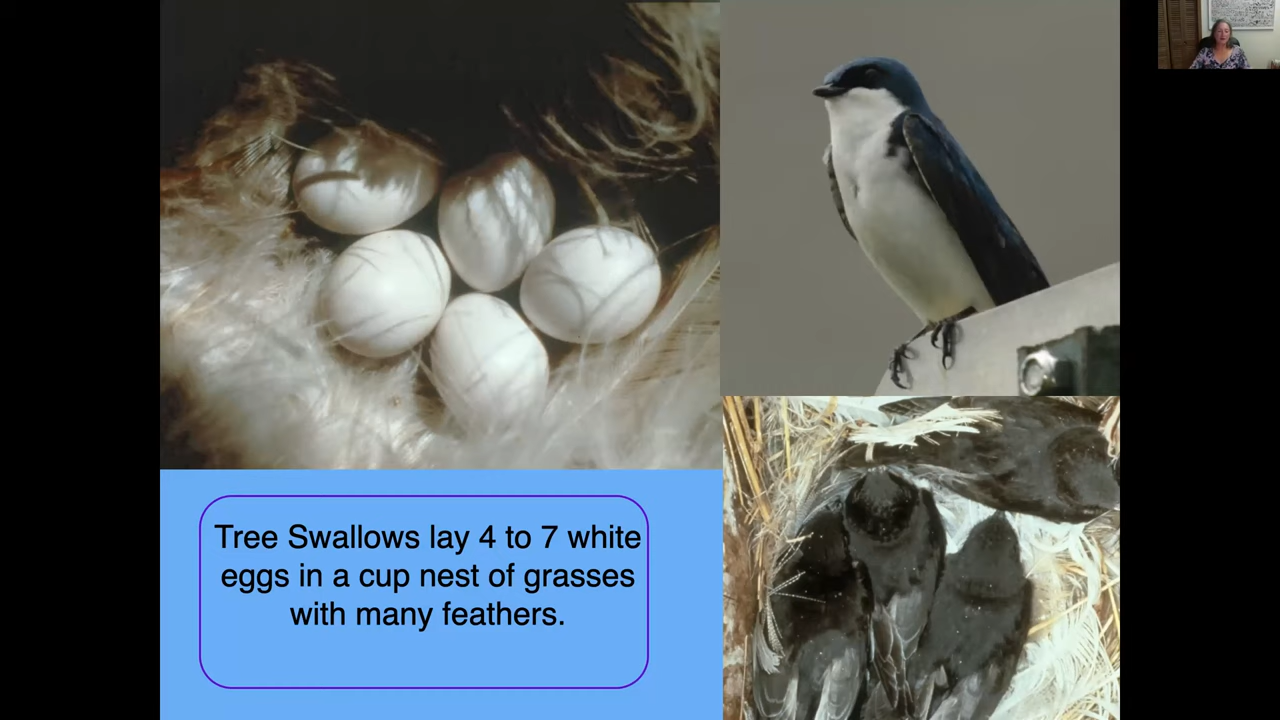 Tree Swallows lay 4 to 7 white
eggs in a cup nest of grasses
with many feathers.